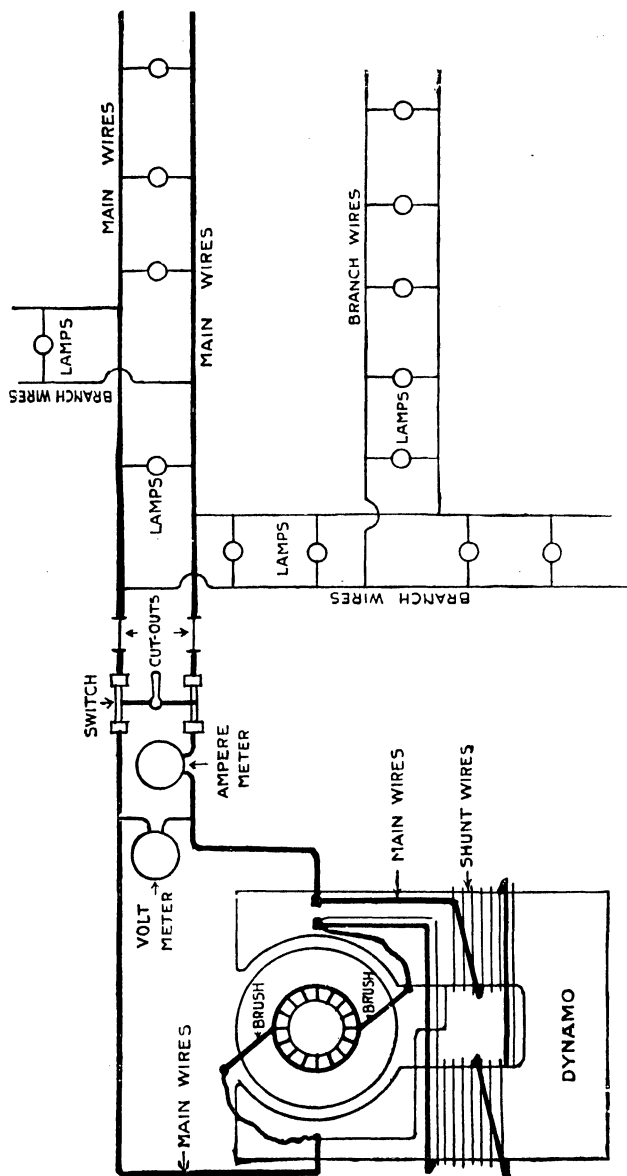 MAIN WIRES
MAIN WIRES
BRANCH WIRES
LAMPS
BRANCH WIRES
LAMPS
LAMPS
LAMPS
BRANCH WIRES
CUT-OUTS
SWITCH
AMPERE
METER
VOLT
METER
MAIN WIRES
SHUNT WIRES
BRUSH
BRUSH
MAIN WIRES
DYNAMO